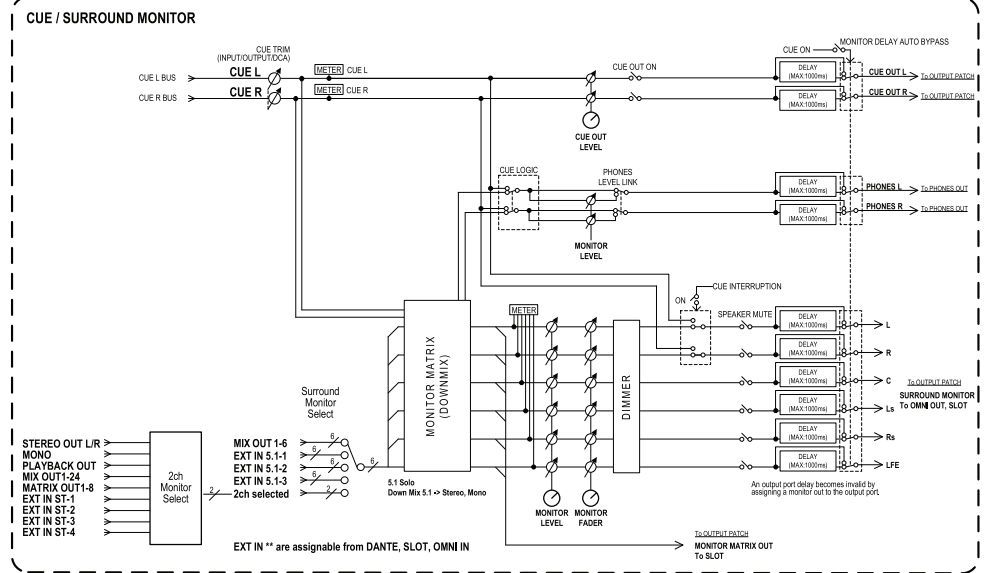 CUE / SURROUND MONITOR
CUE TRIM
(INPUT/OUTPUT/DCA)
CUE L BUS
CUE L
METER
CUE L
CUE R BUS
CUE R
METER
CUE R
CUE OUT ON
CUE OUT
LEVEL
CUE ON
MONITOR DELAY AUTO BYPASS
DELAY
(MAX:1000ms)
CUE OUT L
To OUTPUT PATCH
DELAY
(MAX:1000ms)
CUE OUT R
To OUTPUT PATCH
CUE LOGIC
PHONES
LEVEL LINK
MONITOR
LEVEL
DELAY
(MAX:1000ms)
PHONES L
To PHONES OUT
DELAY
(MAX:1000ms)
PHONES R
To PHONES OUT
CUE INTERRUPTION
ON
METER
SPEAKER MUTE
MONITOR MATRIX
(DOWNMIX)
DIMMER
DELAY
(MAX:1000ms)
L
DELAY
(MAX:1000ms)
R
DELAY
(MAX:1000ms)
C
To OUTPUT PATCH
SURROUND MONITOR
To OMNI OUT, SLOT
DELAY
(MAX:1000ms)
Ls
DELAY
(MAX:1000ms)
Rs
DELAY
(MAX:1000ms)
LFE
An output port delay becomes invalid by
assigning a monitor out to the output port.
Surround
Monitor
Select
MIX OUT 1-6
6
EXT IN 5.1-1
6
EXT IN 5.1-2
6
EXT IN 5.1-3
6
2ch selected
2
6
5.1 Solo
Down Mix 5.1 -> Stereo, Mono
STEREO OUT L/R
MONO
PLAYBACK OUT
MIX OUT1-24
MATRIX OUT1-8
EXT IN ST-1
EXT IN ST-2
EXT IN ST-3
EXT IN ST-4
2ch
Monitor
Select
2
MONITOR
LEVEL
MONITOR
FADER
EXT IN ** are assignable from DANTE, SLOT, OMNI IN
To OUTPUT PATCH
MONITOR MATRIX OUT
To SLOT